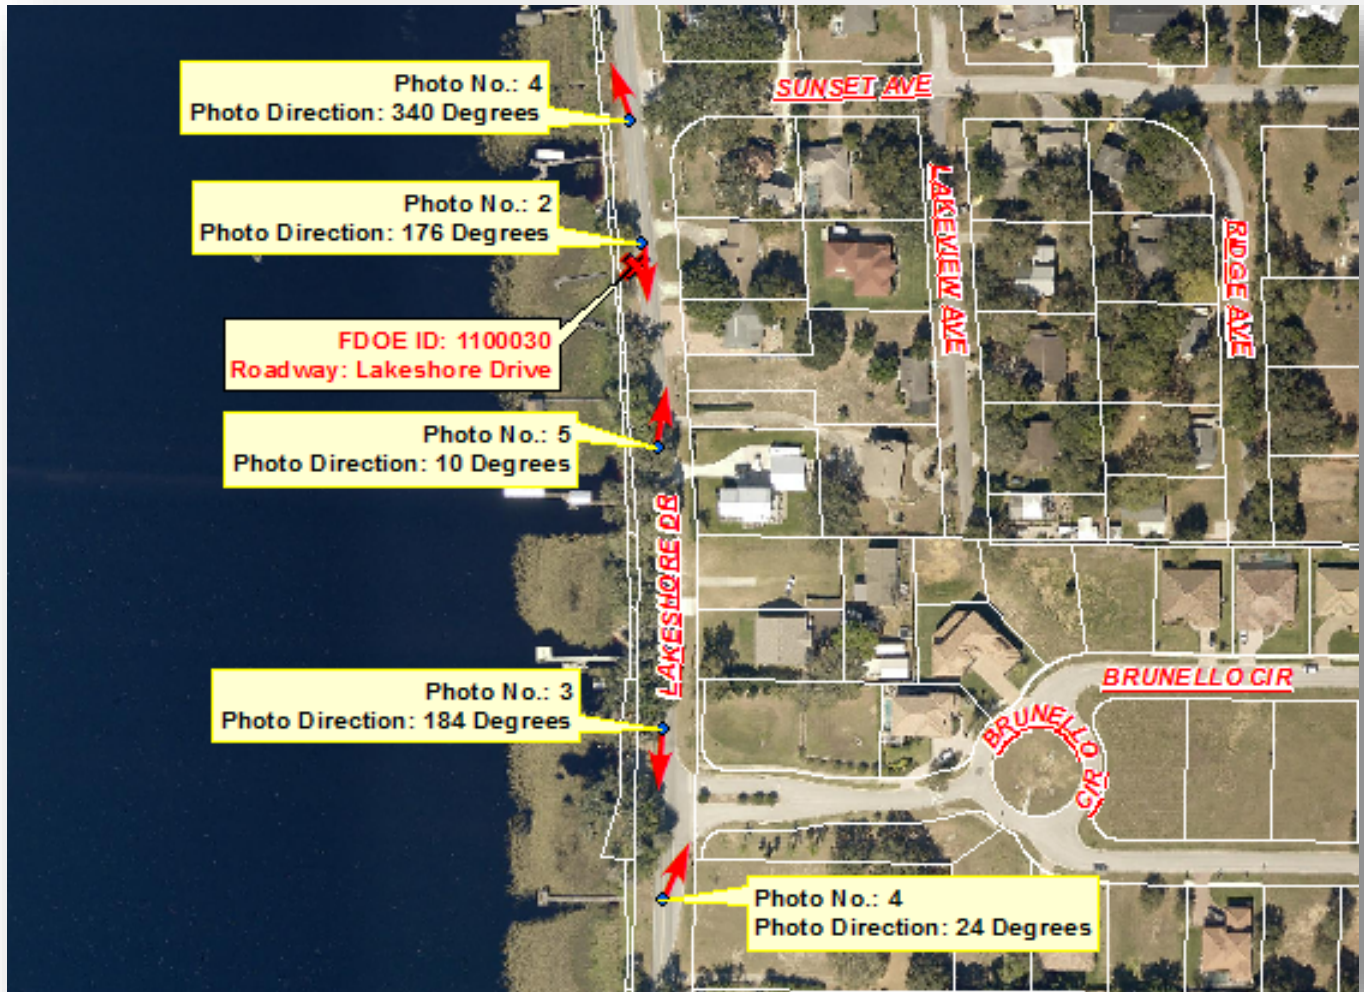 Photo No.: 4
Photo Direction: 340 Degrees
SUNSET AVE
Photo No.: 2
Photo Direction: 176 Degrees
LAKEVIEW AVE
RIDGE AVE
FDOE ID: 1100030
Roadway: Lakeshore Drive
Photo No.: 5
Photo Direction: 10 Degrees
LAKESHORE DR
Photo No.: 3
Photo Direction: 184 Degrees
BRUNELLO CIR
BRUNELLO CIR
Photo No.: 4
Photo Direction: 24 Degrees